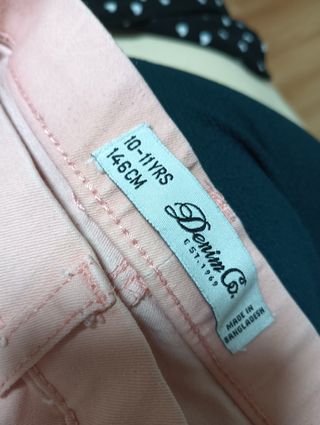 10-11YRS
146CM
Denim Co.
EST. 1969
MADE IN
BANGLADESH